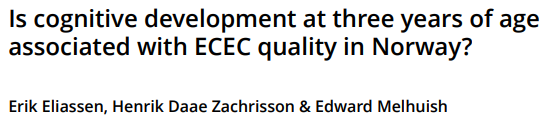 Is cognitive development at three years of age
associated with ECEC quality in Norway?
Erik Eliassen, Henrik Daae Zachrisson & Edward Melhuish